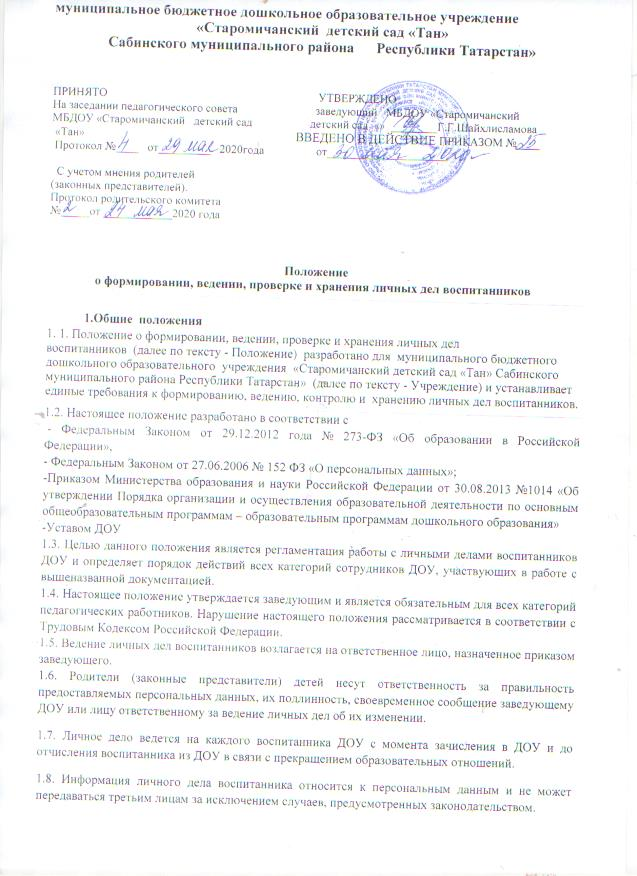 муниципальное бюджетное дошкольное образовательное учреждение
«Старомичанский детский сад «Тан»
Сабинского муниципального района Республики Татарстан»
ПРИНЯТО
На заседании педагогического совета
МБДОУ «Старомичанский детский сад
«Тан»
Протокол № 4 от 29 мая 2020года
С учетом мнения родителей
(законных представителей).
Протокол родительского комитета
№ 2 от 27 мая 2020 года
УТВЕРЖДЕНО
заведующий МБДОУ «Старомичанский
детский сад Г.Г.Шайхлисламова
ВВЕДЕНО В ДЕЙСТВИЕ ПРИКАЗОМ № 25
от 30 мая 2020г
Положение
о формировании, ведении, проверке и хранения личных дел воспитанников
1.Общие положения
1. 1. Положение о формировании, ведении, проверке и хранения личных дел
воспитанников (далее по тексту - Положение) разработано для муниципального бюджетного
дошкольного образовательного учреждения «Старомичанский детский сад «Тан» Сабинского
муниципального района Республики Татарстан» (далее по тексту - Учреждение) и устанавливает
единые требования к формированию, ведению, контролю и хранению личных дел воспитанников.
1.2. Настоящее положение разработано в соответствии с
- Федеральным Законом от 29.12.2012 года № 273-ФЗ «Об образовании в Российской
Федерации»,
- Федеральным Законом от 27.06.2006 № 152 ФЗ «О персональных данных»;
-Приказом Министерства образования и науки Российской Федерации от 30.08.2013 №1014 «Об
утверждении Порядка организации и осуществления образовательной деятельности по основным
общеобразовательным программам – образовательным программам дошкольного образования»
-Уставом ДОУ
1.3. Целью данного положения является регламентация работы с личными делами воспитанников
ДОУ и определяет порядок действий всех категорий сотрудников ДОУ, участвующих в работе с
вышеназванной документацией.
1.4. Настоящее положение утверждается заведующим и является обязательным для всех категорий
педагогических работников. Нарушение настоящего положения рассматривается в соответствии с
Трудовым Кодексом Российской Федерации.
1.5. Ведение личных дел воспитанников возлагается на ответственное лицо, назначенное приказом
заведующего.
1.6. Родители (законные представители) детей несут ответственность за правильность
предоставляемых персональных данных, их подлинность, своевременное сообщение заведующему
ДОУ или лицу ответственному за ведение личных дел об их изменении.
1.7. Личное дело ведется на каждого воспитанника ДОУ с момента зачисления в ДОУ и до
отчисления воспитанника из ДОУ в связи с прекращением образовательных отношений.
1.8. Информация личного дела воспитанника относится к персональным данным и не может
передаваться третьим лицам за исключением случаев, предусмотренных законодательством.